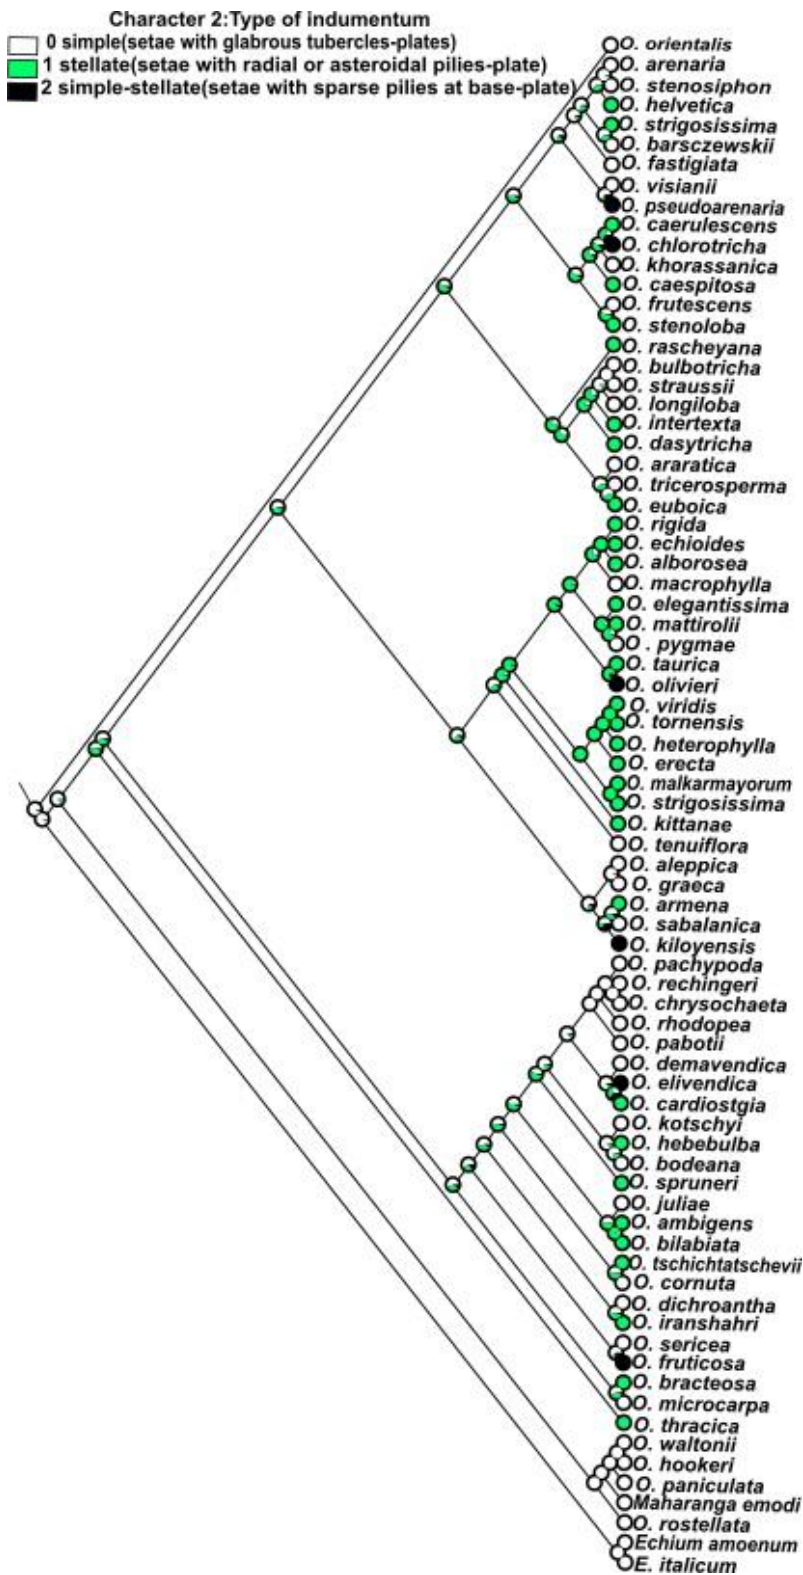 Character 2:Type of indumentum
0 simple(setae with glabrous tubercles-plates)
1 stellate(setae with radial or asteroidal pilies-plate)
2 simple-stellate(setae with sparse pilies at base-plate)
O. orientalis
O. arenaria
O. stenosiphon
O. helvetica
O. strigosissima
O. barsczewskii
O. fastigiata
O. visianii
O. pseudoarenaria
O. caerulescens
O. chlorotricha
O. khorassanica
O. caespitosa
O. frutescens
O. stenoloba
O. rascheyana
O. bulbotricha
O. straussii
O. longiloba
O. intertexta
O. dasytricha
O. araratica
O. tricerosperma
O. euboica
O. rigida
O. echioides
O. alborosea
O. macrophylla
O. elegantissima
O. mattirolii
O . pygmae
O. taurica
O. olivieri
O. viridis
O. tornensis
O. heterophylla
O. erecta
O. malkarmayorum
O. strigosissima
O. kittanae
O. tenuiflora
O. aleppica
O. graeca
O. armena
O. sabalanica
O. kiloyensis
O. pachypoda
O. rechingeri
O. chrysochaeta
O. rhodopea
O. pabotii
O. demavendica
O. elivendica
O. cardiostgia
O. kotschyi
O. hebebulba
O. bodeana
O. spruneri
O. juliae
O. ambigens
O. bilabiata
O. tschichtatschevii
O. cornuta
O. dichroantha
O. iranshahri
O. sericea
O. fruticosa
O. bracteosa
O. microcarpa
O. thracica
O. waltonii
O. hookeri
O. paniculata
Maharanga emodi
O. rostellata
Echium amoenum
E. italicum